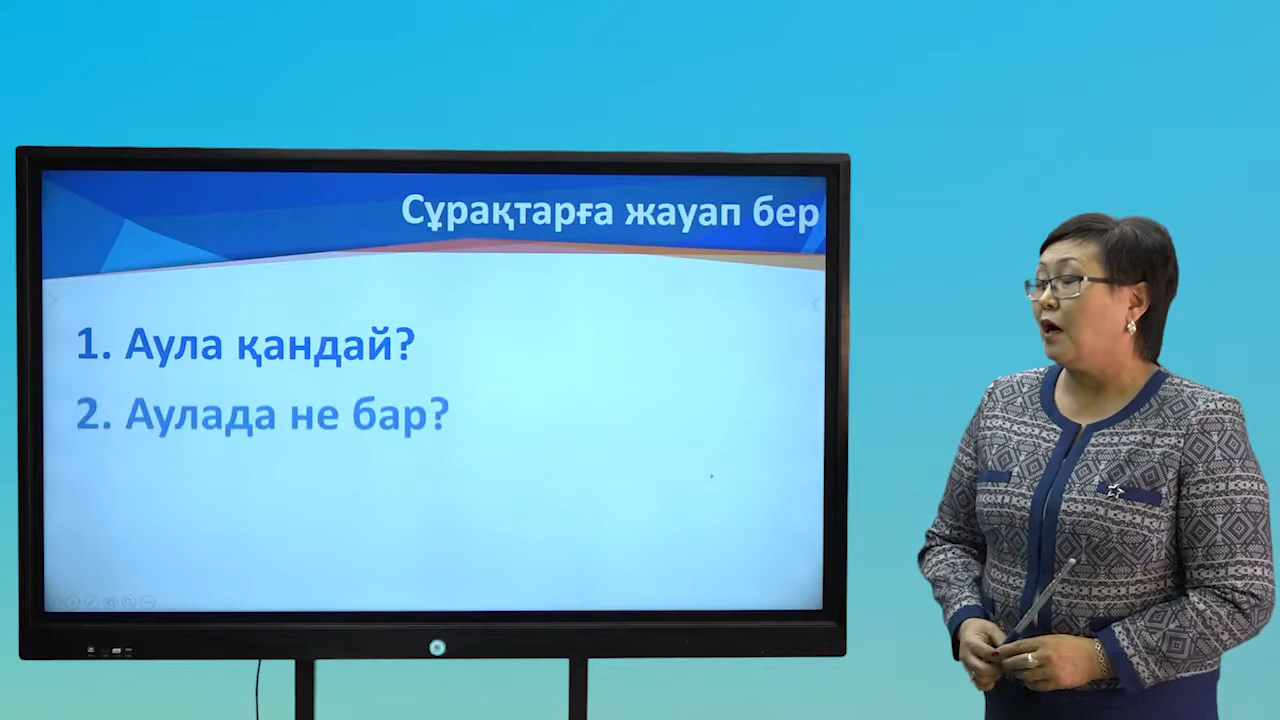 Сұрақтарға жауап бер
1. Аула қандай?
2. Аулада не бар?